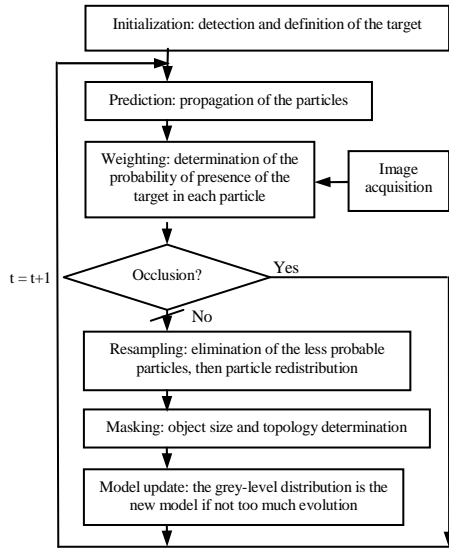 Initialization: detection and definition of the target
Prediction: propagation of the particles
Weighting: determination of the
probability of presence of the
target in each particle
Image
acquisition
t = t+1
Occlusion?
Yes
No
Resampling: elimination of the less probable
particles, then particle redistribution
Masking: object size and topology determination
Model update: the grey-level distribution is the
new model if not too much evolution